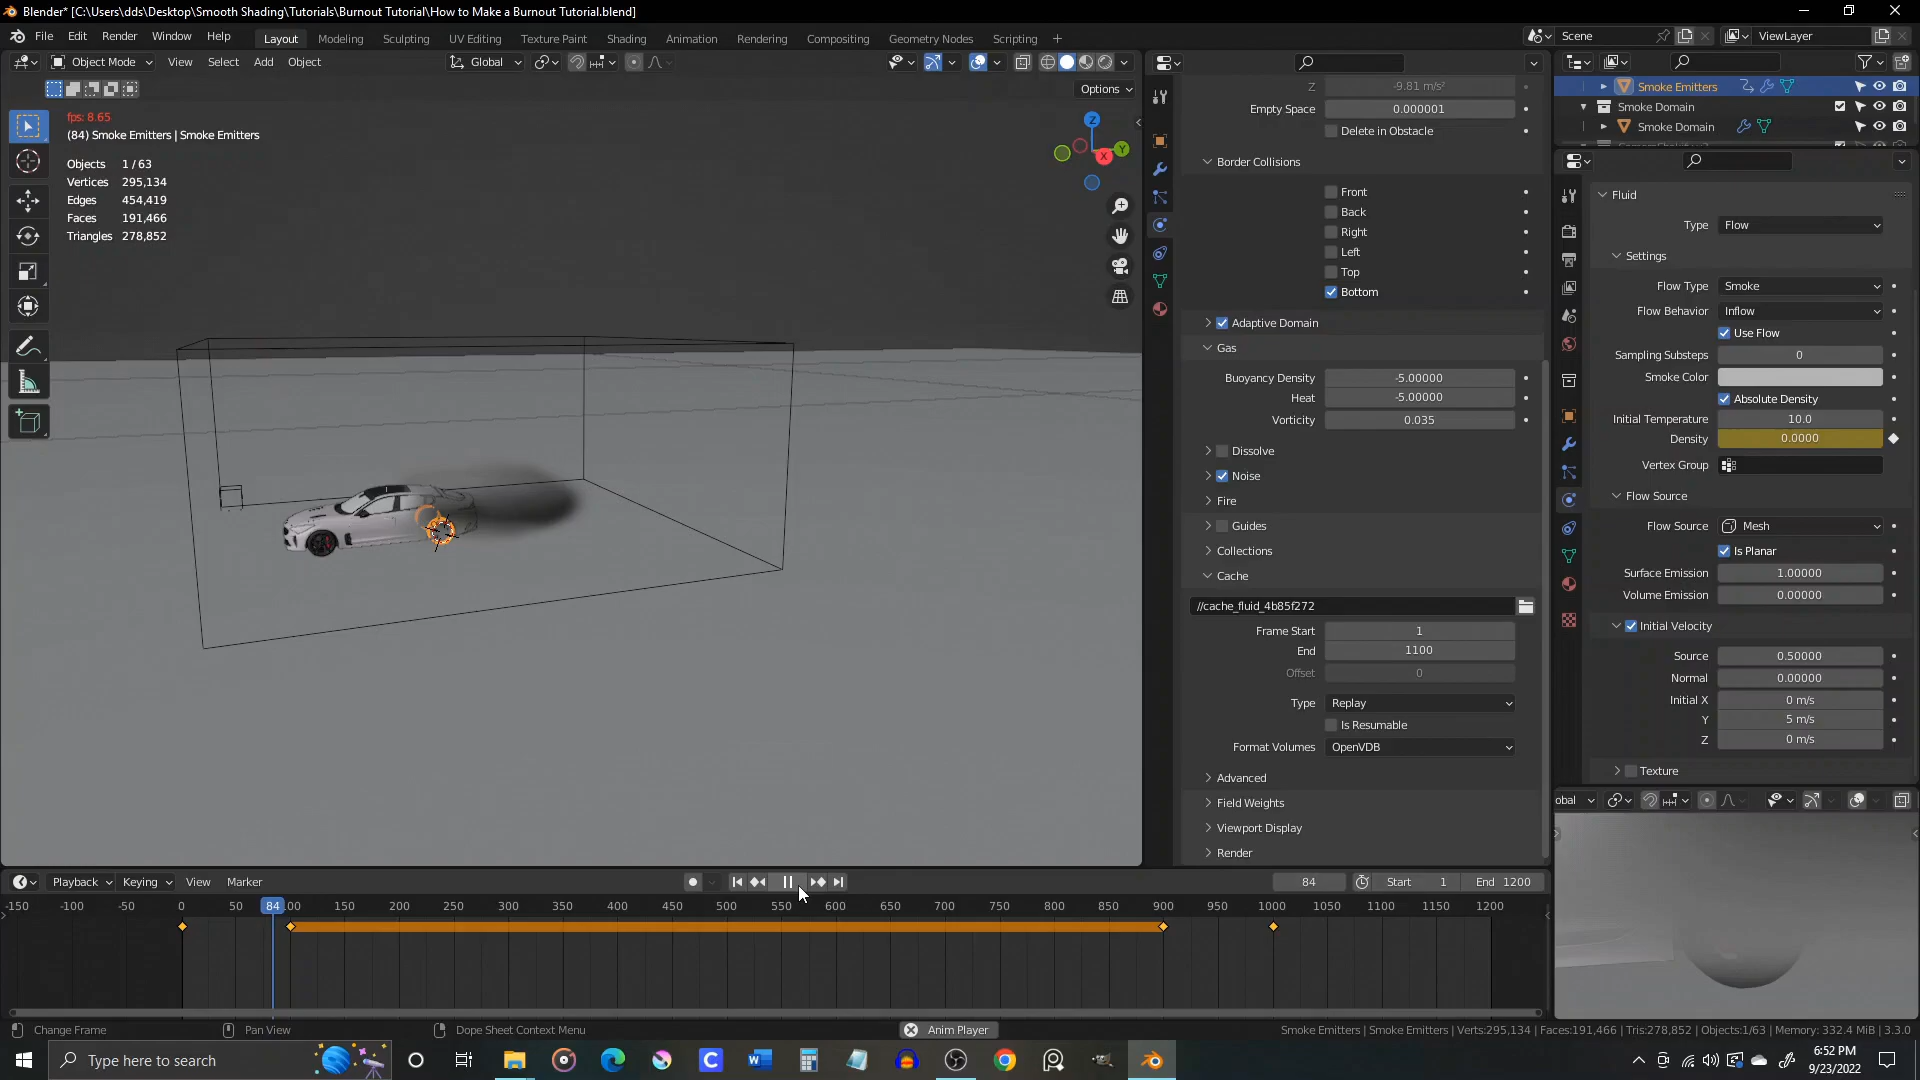 Blender* [C:\Users\dds\Desktop\Smooth Shading\Tutorials\Burnout Tutorial\How to Make a Burnout Tutorial.blend]
File Edit Render Window Help Layout Modeling Sculpting UV Editing Texture Paint Shading Animation Rendering Compositing Geometry Nodes Scripting Scene ViewLayer
Object Mode View Select Add Object Global
Options
fps: 8.65
(84) Smoke Emitters | Smoke Emitters
Objects 1 / 63
Vertices 295,134
Edges 454,419
Faces 191,466
Triangles 278,852
Z
Y
X
Z -9.81 m/s²
Empty Space 0.000001
Delete in Obstacle
Border Collisions
Front
Back
Right
Left
Top
Bottom
Adaptive Domain
Gas
Buoyancy Density -5.00000
Heat -5.00000
Vorticity 0.035
Dissolve
Noise
Fire
Guides
Collections
Cache
//cache_fluid_4b85f272
Frame Start 1
End 1100
Offset 0
Type Replay
Is Resumable
Format Volumes OpenVDB
Advanced
Field Weights
Viewport Display
Render
Smoke Emitters
Smoke Domain
Smoke Domain
Fluid
Type Flow
Settings
Flow Type Smoke
Flow Behavior Inflow
Use Flow
Sampling Substeps 0
Smoke Color
Absolute Density
Initial Temperature 10.0
Density 0.0000
Vertex Group
Flow Source
Flow Source Mesh
Is Planar
Surface Emission 1.00000
Volume Emission 0.00000
Initial Velocity
Source 0.50000
Normal 0.00000
Initial X 0 m/s
Y 5 m/s
Z 0 m/s
Texture
obal
Playback Keying View Marker 84 Start 1 End 1200
-150 -100 -50 0 50 84 00 150 200 250 300 350 400 450 500 550 600 650 700 750 800 850 900 950 1000 1050 1100 1150 1200
Change Frame Pan View Dope Sheet Context Menu Anim Player Smoke Emitters | Smoke Emitters | Verts:295,134 | Faces:191,466 | Tris:278,852 | Objects:1/63 | Memory: 332.4 MiB | 3.3.0
Type here to search
6:52 PM
9/23/2022